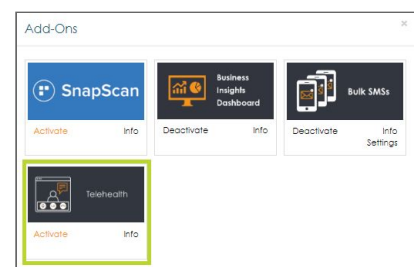 Add-Ons ×
SnapScan
Activate Info
Business
Insights
Dashboard
Deactivate Info
Bulk SMSs
Deactivate Info
Settings
Telehealth
Activate Info